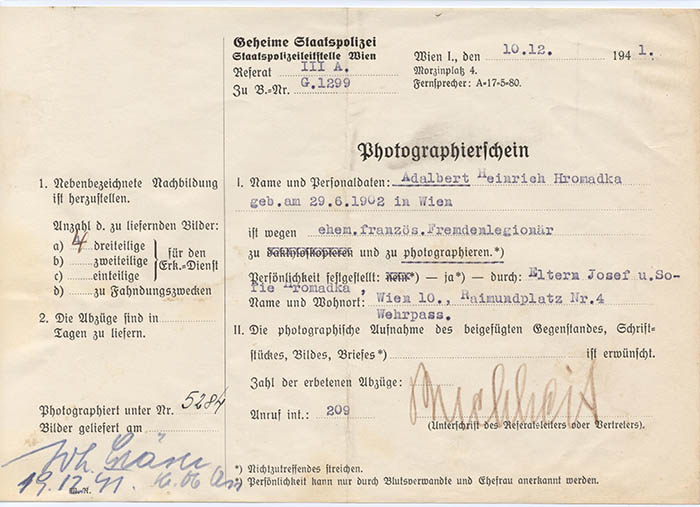 Geheime Staatspolizei
Staatspolizeileitstelle Wien
Referat III A.
Zu B.-Nr. G.1299
Wien I., den 10.12. 1941.
Morzinplatz 4.
Fernsprecher: A-17-5-80.
Photographierschein
1. Nebenbezeichnete Nachbildung
ist herzustellen.
Anzahl d. zu liefernden Bilder:
a) 4 dreiteilige
b) zweiteilige
c) einteilige
für den
Erk.-Dienst
d) zu Fahndungszwecken
2. Die Abzüge sind in
Tagen zu liefern.
Photographiert unter Nr. 5284
Bilder geliefert am
19.12.41
I. Name und Personaldaten: Adalbert Heinrich Hromadka
geb.am 29.6.1902 in Wien
ist wegen ehem.französ.Fremdenlegionär
zu und zu photographieren.*)
Persönlichkeit festgestellt: nein*) — ja*) — durch: Eltern Josef u.So-
fie Hromadka,
Name und Wohnort: Wien 10., Raimundplatz Nr.4
Wehrpass.
II. Die photographische Aufnahme des beigefügten Gegenstandes, Schrift-
stückes, Bildes, Briefes*) ist erwünscht.
Zahl der erbetenen Abzüge:
Anruf int.: 209
(Unterschrift des Referatsleiters oder Vertreters).
*) Nichtzutreffendes streichen.
*) Persönlichkeit kann nur durch Blutsverwandte und Ehefrau anerkannt werden.